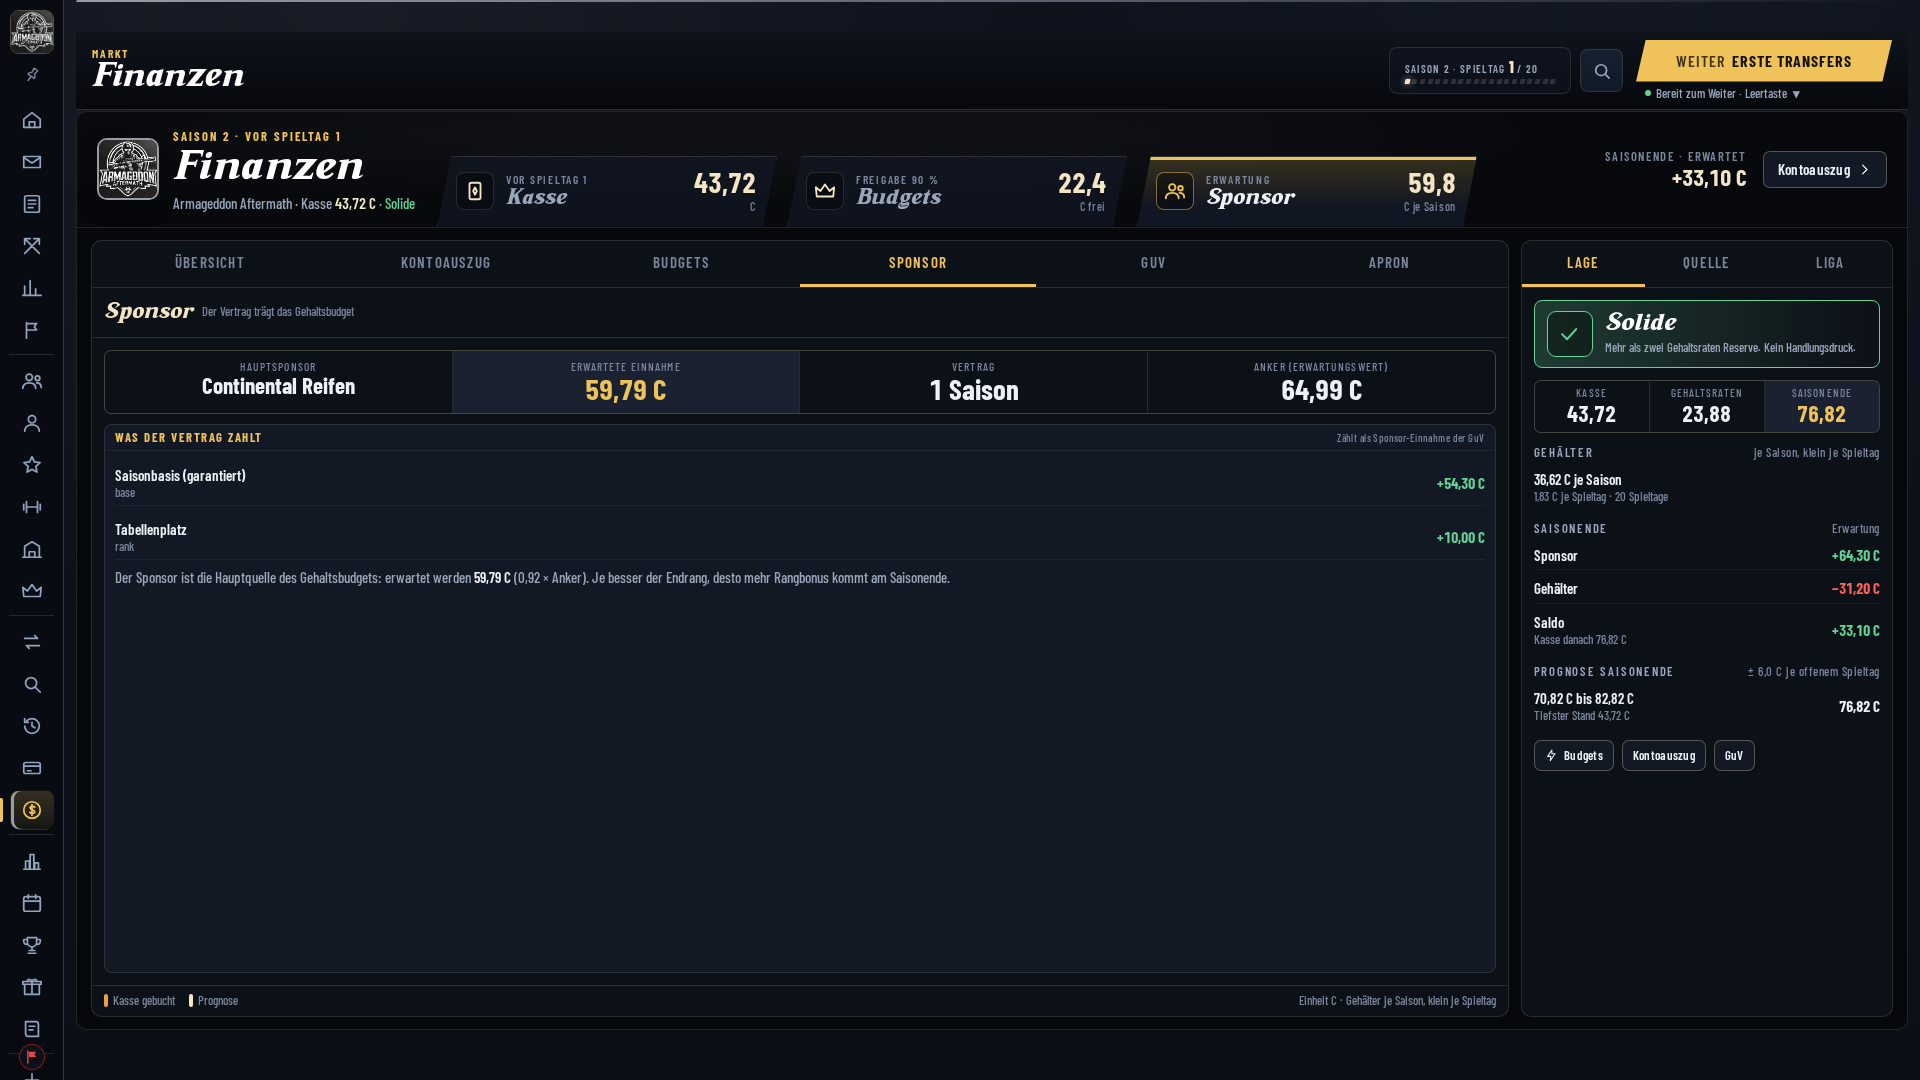 MARKT
Finanzen
SAISON 2 · SPIELTAG 1 / 20
WEITER ERSTE TRANSFERS
Bereit zum Weiter · Leertaste ▼
ARMAGEDDON
AFTERMATH
SAISON 2 · VOR SPIELTAG 1
Finanzen
Armageddon Aftermath · Kasse 43,72 C · Solide
VOR SPIELTAG 1
Kasse
43,72
C
FREIGABE 90 %
Budgets
22,4
C frei
ERWARTUNG
Sponsor
59,8
C je Saison
SAISONENDE · ERWARTET
+33,10 C
Kontoauszug
ÜBERSICHT
KONTOAUSZUG
BUDGETS
SPONSOR
GUV
APRON
Sponsor Der Vertrag trägt das Gehaltsbudget
HAUPTSPONSOR
Continental Reifen
ERWARTETE EINNAHME
59,79 C
VERTRAG
1 Saison
ANKER (ERWARTUNGSWERT)
64,99 C
WAS DER VERTRAG ZAHLT
Zählt als Sponsor-Einnahme der GuV
Saisonbasis (garantiert)
base
+54,30 C
Tabellenplatz
rank
+10,00 C
Der Sponsor ist die Hauptquelle des Gehaltsbudgets: erwartet werden 59,79 C (0,92 × Anker). Je besser der Endrang, desto mehr Rangbonus kommt am Saisonende.
Kasse gebucht
Prognose
Einheit C · Gehälter je Saison, klein je Spieltag
LAGE
QUELLE
LIGA
Solide
Mehr als zwei Gehaltsraten Reserve. Kein Handlungsdruck.
KASSE
43,72
GEHALTSRATEN
23,88
SAISONENDE
76,82
GEHÄLTER
je Saison, klein je Spieltag
36,62 C je Saison
1,83 C je Spieltag · 20 Spieltage
SAISONENDE
Erwartung
Sponsor
+64,30 C
Gehälter
−31,20 C
Saldo
Kasse danach 76,82 C
+33,10 C
PROGNOSE SAISONENDE
± 6,0 C je offenem Spieltag
70,82 C bis 82,82 C
Tiefster Stand 43,72 C
76,82 C
Budgets
Kontoauszug
GuV